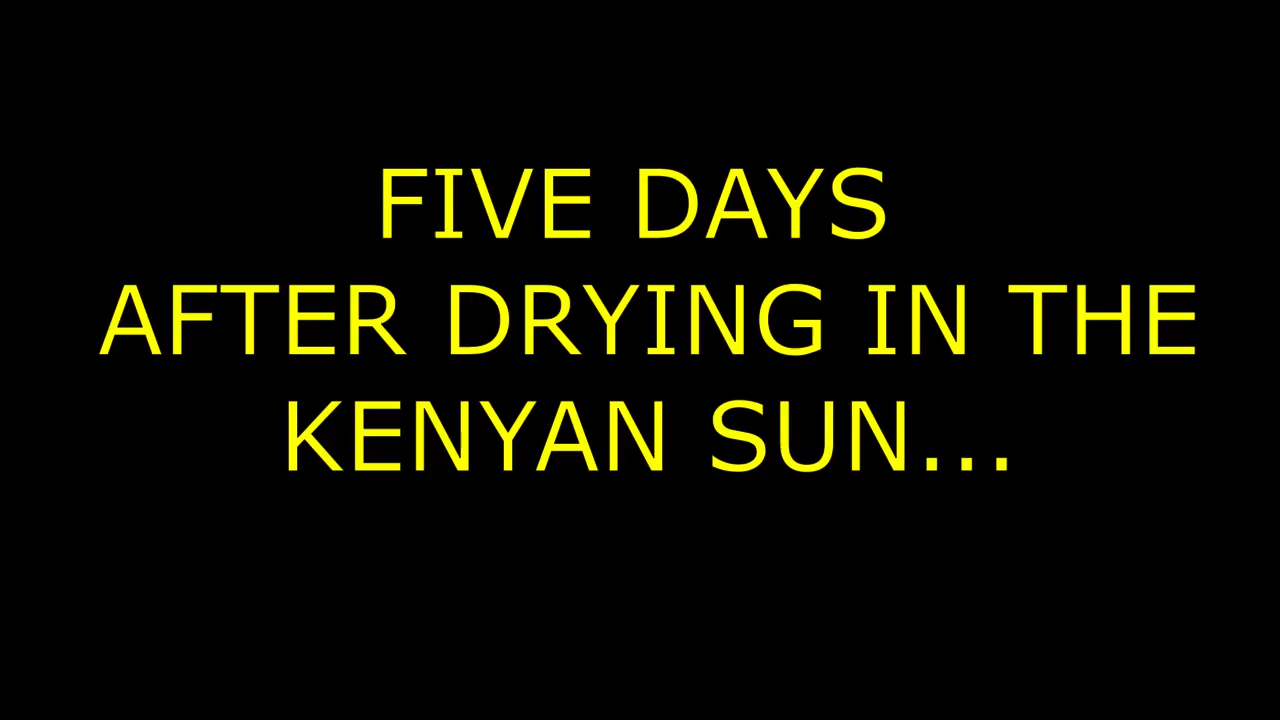 FIVE DAYS
AFTER DRYING IN THE
KENYAN SUN...